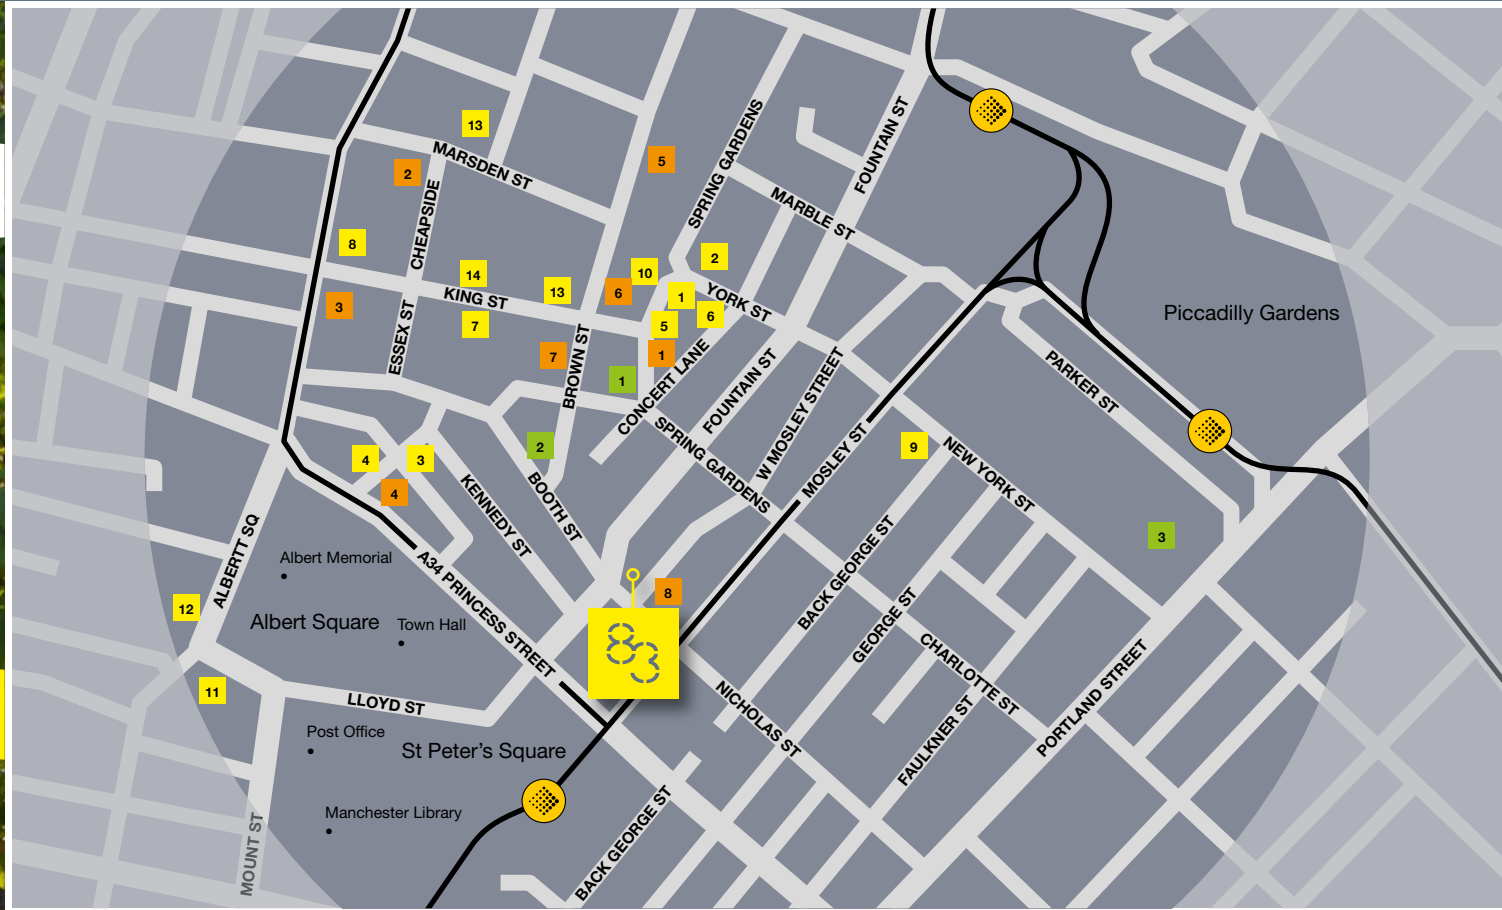 13
MARSDEN ST
2
CHEAPSIDE
5
SPRING GARDENS
FOUNTAIN ST
MARBLE ST
8
14
13
10
2
6
1
YORK ST
3
KING ST
7
5
6
ESSEX ST
7
BROWN ST
1
1
CONCERT LANE
FOUNTAIN ST
W MOSLEY STREET
Piccadilly Gardens
PARKER ST
MOSLEY ST
9
NEW YORK ST
4
3
4
2
SPRING GARDENS
KENNEDY ST
BOOTH ST
3
ALBERTT SQ
Albert Memorial
A34 PRINCESS STREET
BACK GEORGE ST
12
Albert Square
Town Hall
8
83
GEORGE ST
CHARLOTTE ST
PORTLAND STREET
11
LLOYD ST
NICHOLAS ST
FAULKNER ST
Post Office
St Peter's Square
Manchester Library
MOUNT ST
BACK GEORGE ST